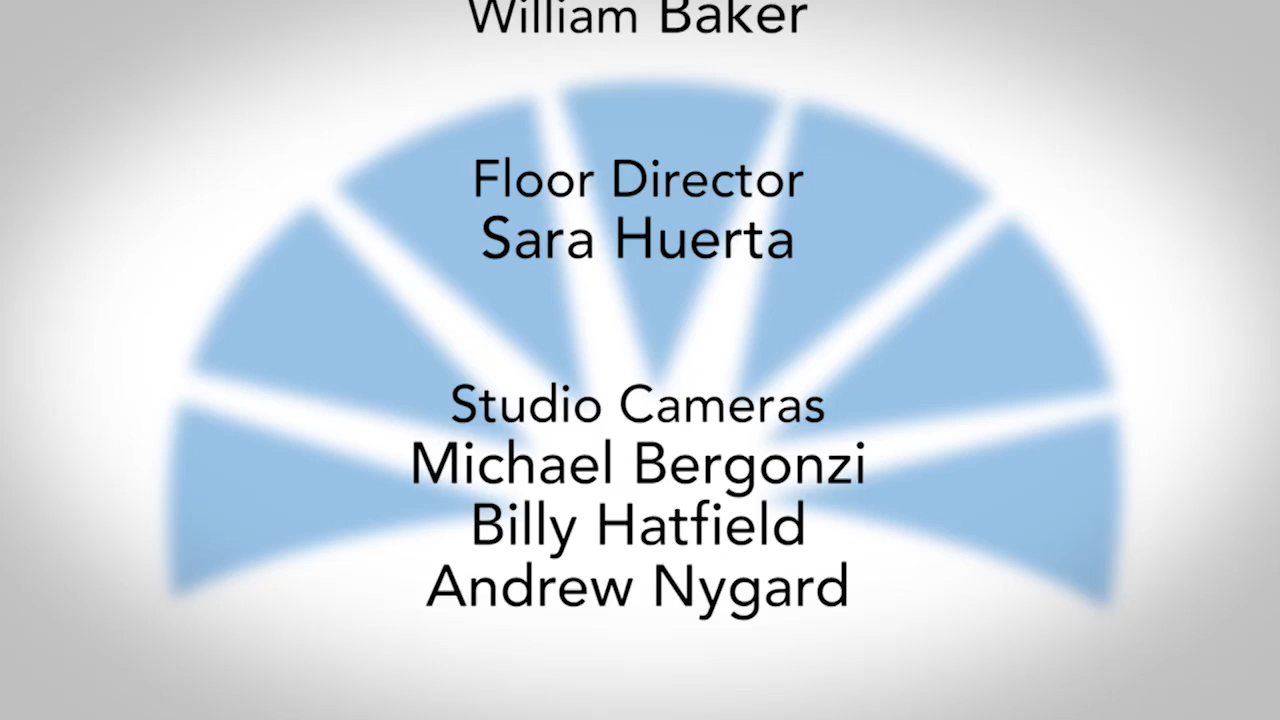 William Baker
Floor Director
Sara Huerta
Studio Cameras
Michael Bergonzi
Billy Hatfield
Andrew Nygard